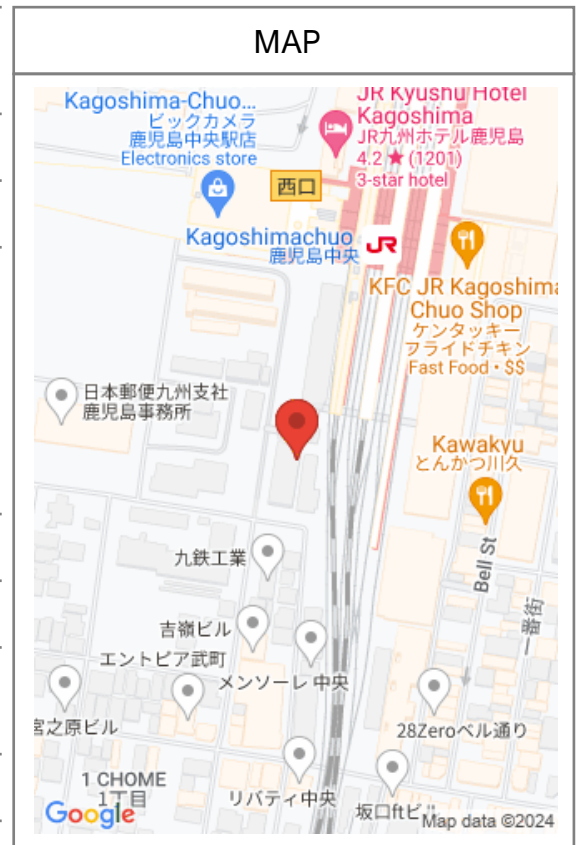 MAP
JR Kyushu Hotel
Kagoshima
JR九州ホテル鹿児島
4.2 ★ (1201)
3-star hotel
Kagoshima-Chuo...
ビックカメラ
鹿児島中央駅店
Electronics store
西口
Kagoshimachuo
鹿児島中央
JR
KFC JR Kagoshima
Chuo Shop
ケンタッキー
フライドチキン
Fast Food • $$
日本郵便九州支社
鹿児島事務所
Kawakyu
とんかつ川久
Bell St
一番街
九鉄工業
吉嶺ビル
エントピア武町
メンソーレ 中央
宮之原ビル
28Zeroベル通り
1 CHOME
1丁目
リバティ中央
坂口ftビ
Google
Map data ©2024